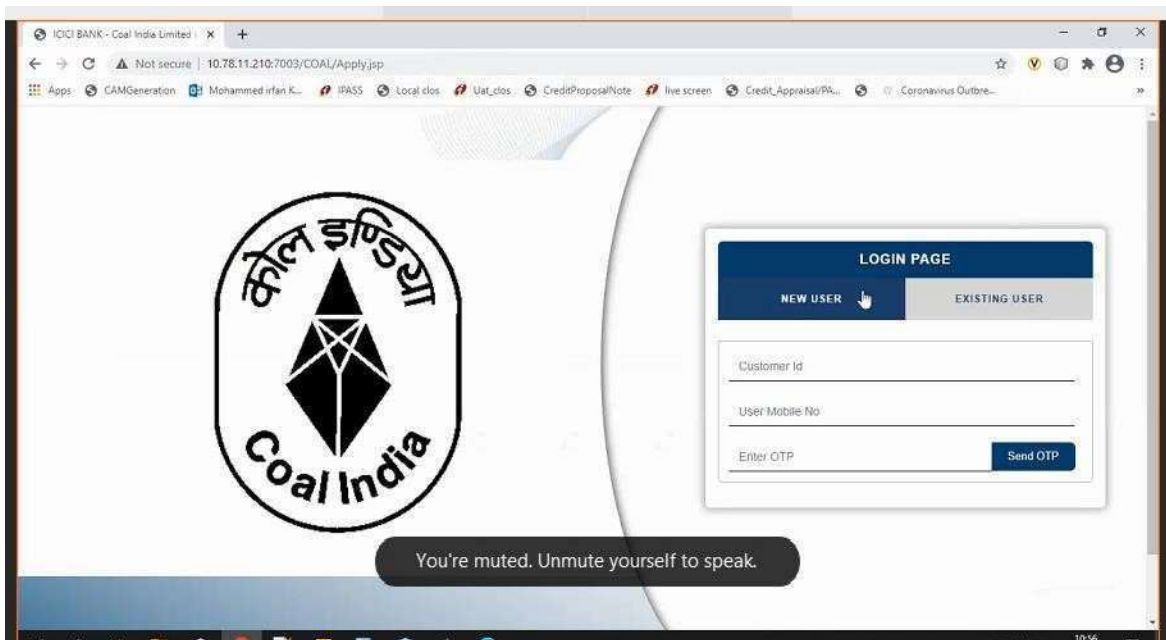 ICICI BANK - Coal India Limited
Not secure | 10.78.11.210:7003/COAL/Apply.jsp
Apps CAMGeneration Mohammed irfan K... IPASS Local clos Uat_clos CreditProposalNote live screen Credit_Appraisal/PA... Coronavirus Outbre...
कोल इण्डिया
Coal India
LOGIN PAGE
NEW USER EXISTING USER
Customer Id
User Mobile No
Enter OTP Send OTP
You're muted. Unmute yourself to speak.
10:56